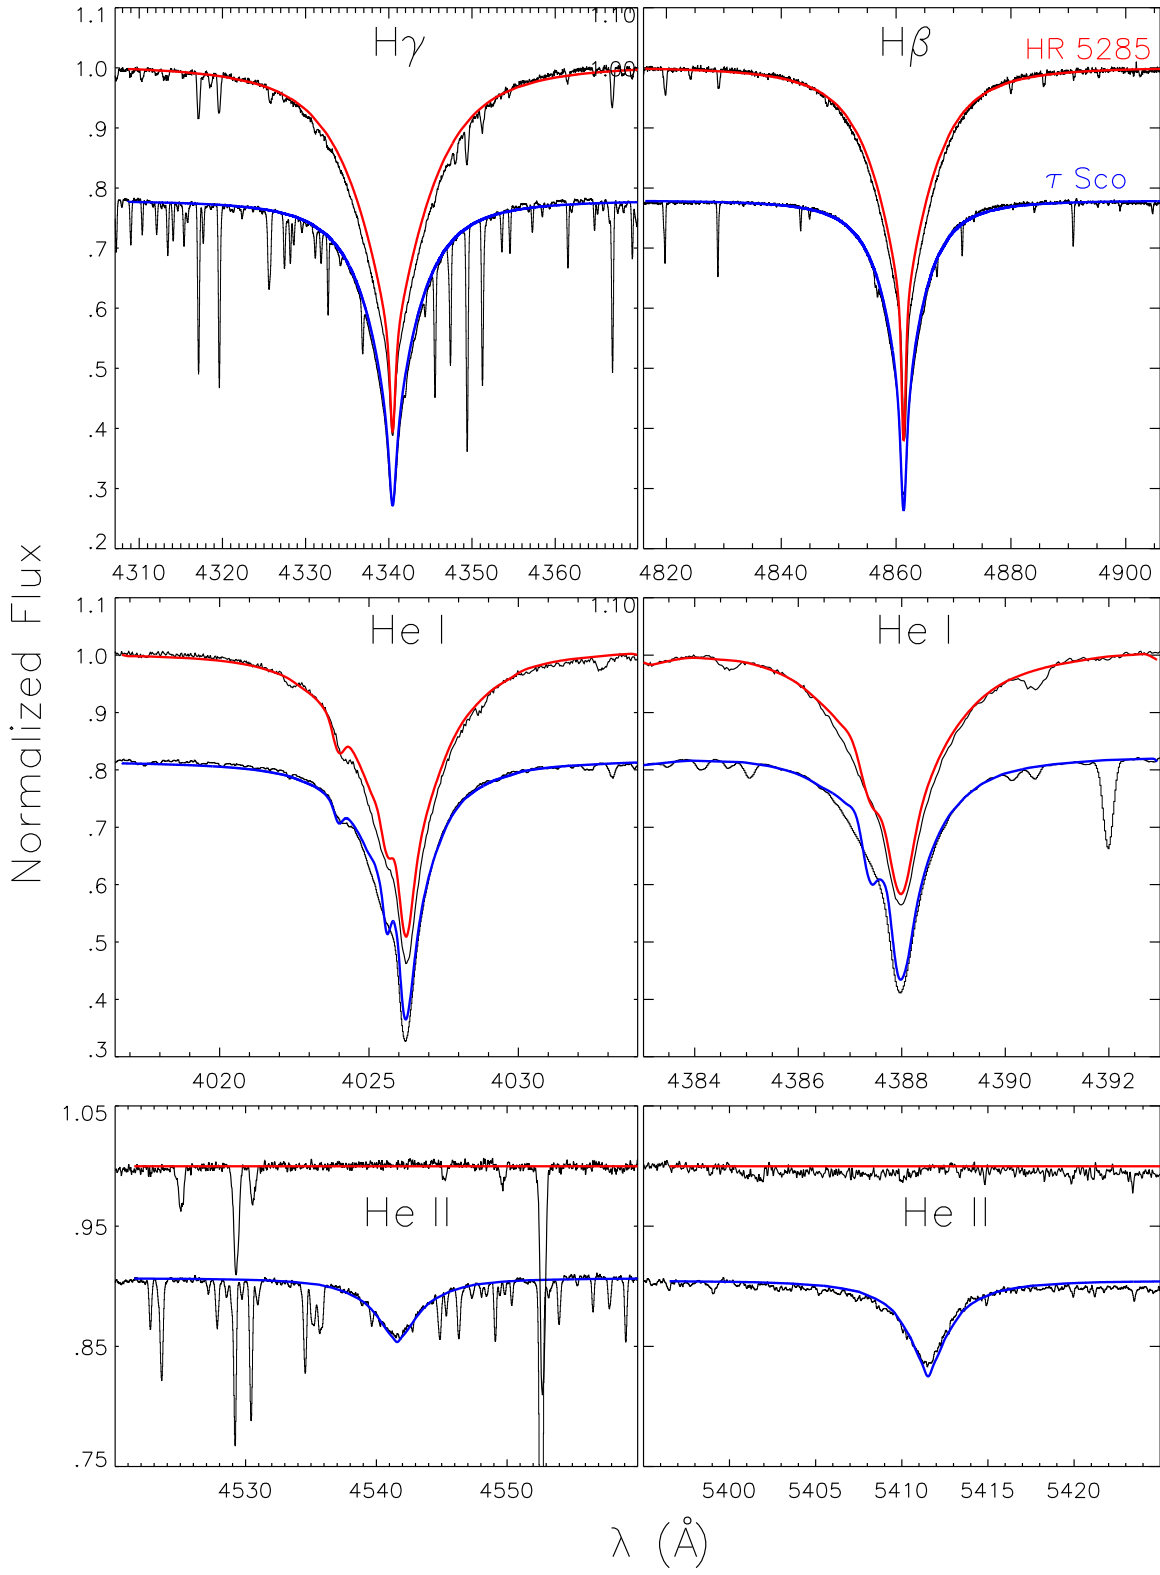 1.1
1.10
Hγ
Hβ
HR 5285
1.0
1.00
.9
.8
τ Sco
.7
.6
.5
.4
.3
.2
4310 4320 4330 4340 4350 4360
4820 4840 4860 4880 4900
Normalized Flux
1.1
1.10
He I
He I
1.0
.9
.8
.7
.6
.5
.4
.3
4020 4025 4030
4384 4386 4388 4390 4392
1.05
He II
He II
.95
.85
.75
4530 4540 4550
5400 5405 5410 5415 5420
λ (Å)